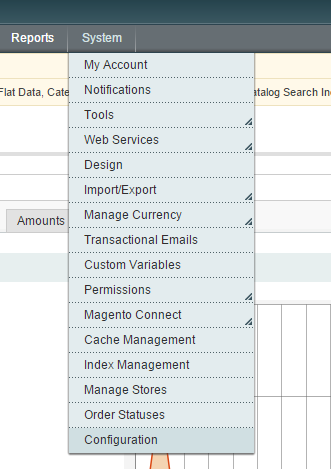 Reports System
My Account
Flat Data, Cate
atalog Search In
Notifications
Tools
Web Services
Design
Import/Export
Manage Currency
Amounts
Transactional Emails
Custom Variables
Permissions
Magento Connect
Cache Management
Index Management
Manage Stores
Order Statuses
Configuration